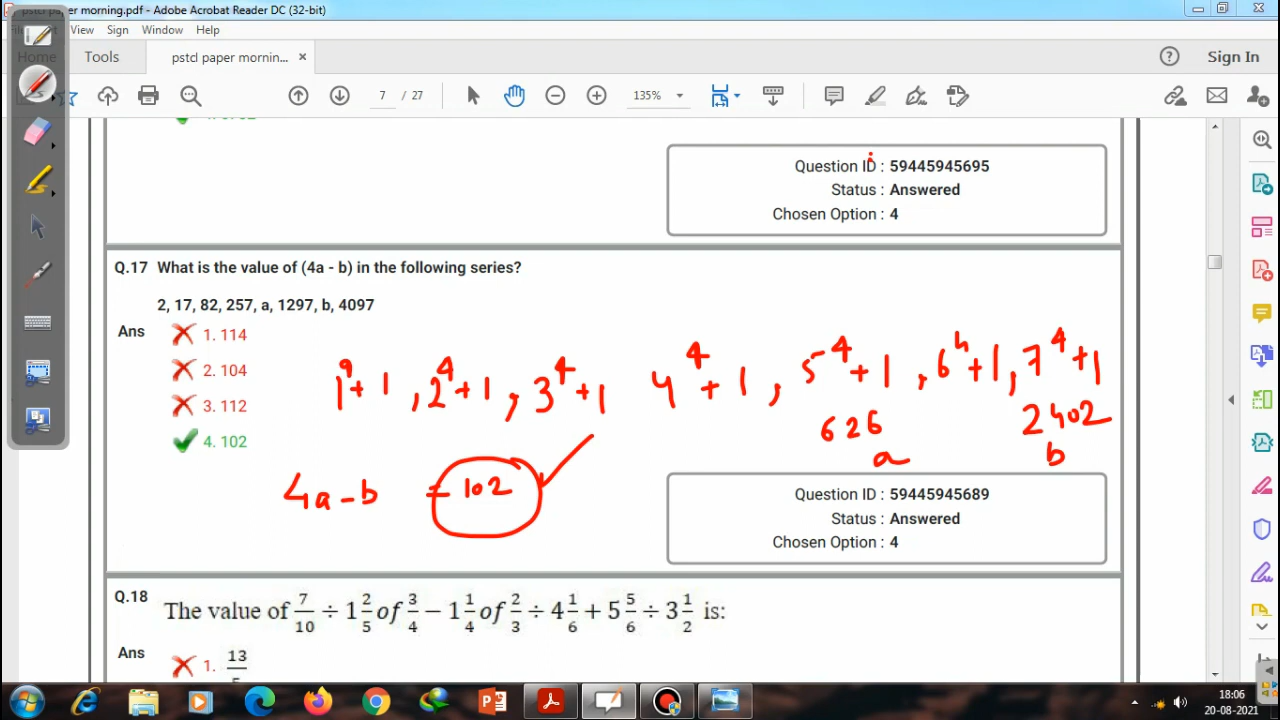 pstcl paper morning.pdf - Adobe Acrobat Reader DC (32-bit)
View Sign Window Help
Home Tools pstcl paper mornin... × Sign In
7 / 27 135%
Question ID : 59445945695
Status : Answered
Chosen Option : 4
Q.17 What is the value of (4a - b) in the following series?
2, 17, 82, 257, a, 1297, b, 4097
Ans 1. 114
2. 104
3. 112
4. 102
1⁴+1, 2⁴+1, 3⁴+1 4⁴+1, 5⁴+1, 6⁴+1, 7⁴+1
626 2402
a b
4a-b = 102
Question ID : 59445945689
Status : Answered
Chosen Option : 4
Q.18 The value of 7/10 ÷ 1 2/5 of 3/4 − 1 1/4 of 2/3 ÷ 4 1/6 + 5 5/6 ÷ 3 1/2 is:
Ans 1. 13/5
18:06
20-08-2021